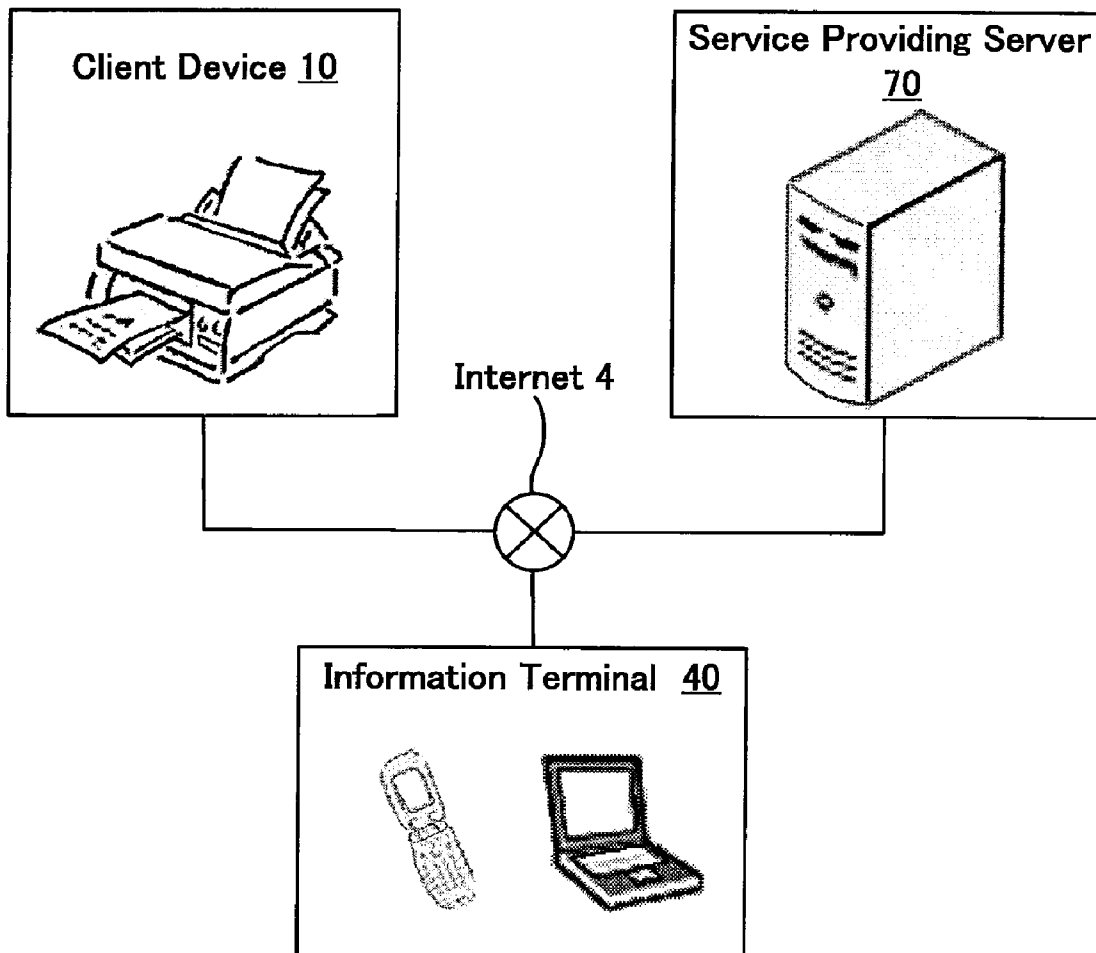 Client Device 10
Service Providing Server
70
Internet 4
Information Terminal 40